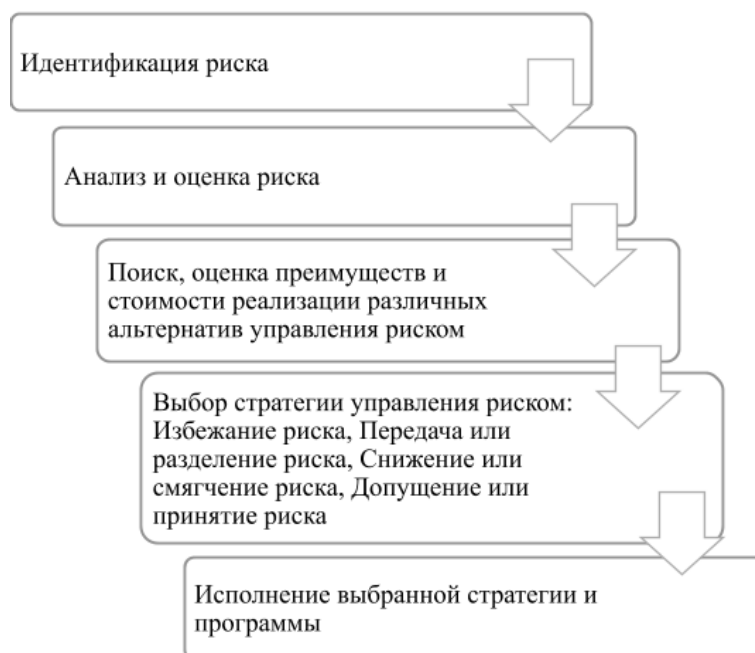 Идентификация риска
Анализ и оценка риска
Поиск, оценка преимуществ и
стоимости реализации различных
альтернатив управления риском
Выбор стратегии управления риском:
Избежание риска, Передача или
разделение риска, Снижение или
смягчение риска, Допущение или
принятие риска
Исполнение выбранной стратегии и
программы